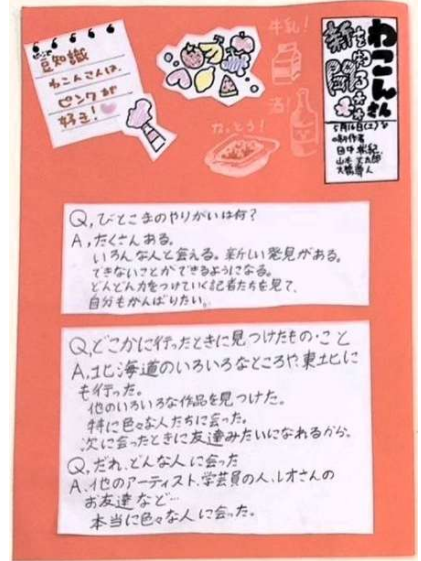 豆知識
わこんさんは、
ピンクが
好き！
牛乳！
なっとう！
わこんさん
新聞
5月16日(土)
Q,びとこまのやりがいは何？
A,たくさんある。
いろんな人と会える。新しい発見がある。
できないことができるようになる。
どんどん力をつけていく記者たちを見て、
自分もがんばりたい。
Q,どこかに行ったときに見つけたもの・こと
A,北海道のいろいろなところや、東北に
も行った。
他のいろいろな作品を見つけた。
特に色々な人たちに会った。
次に会ったときに友達みたいになれるから。
Q,だれ、どんな人に会った
A,他のアーティスト、学芸員の人、レオさんの
お友達など…
本当に色々な人に会った。